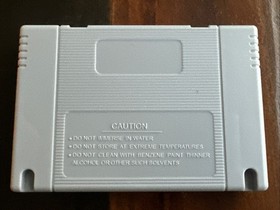 CAUTION
• DO NOT IMMERSE IN WATER.
• DO NOT STORE AT EXTREME TEMPERATURES.
• DO NOT CLEAN WITH BENZENE PAINT THINNER
ALCOHOL OR OTHER SUCH SOLVENTS.